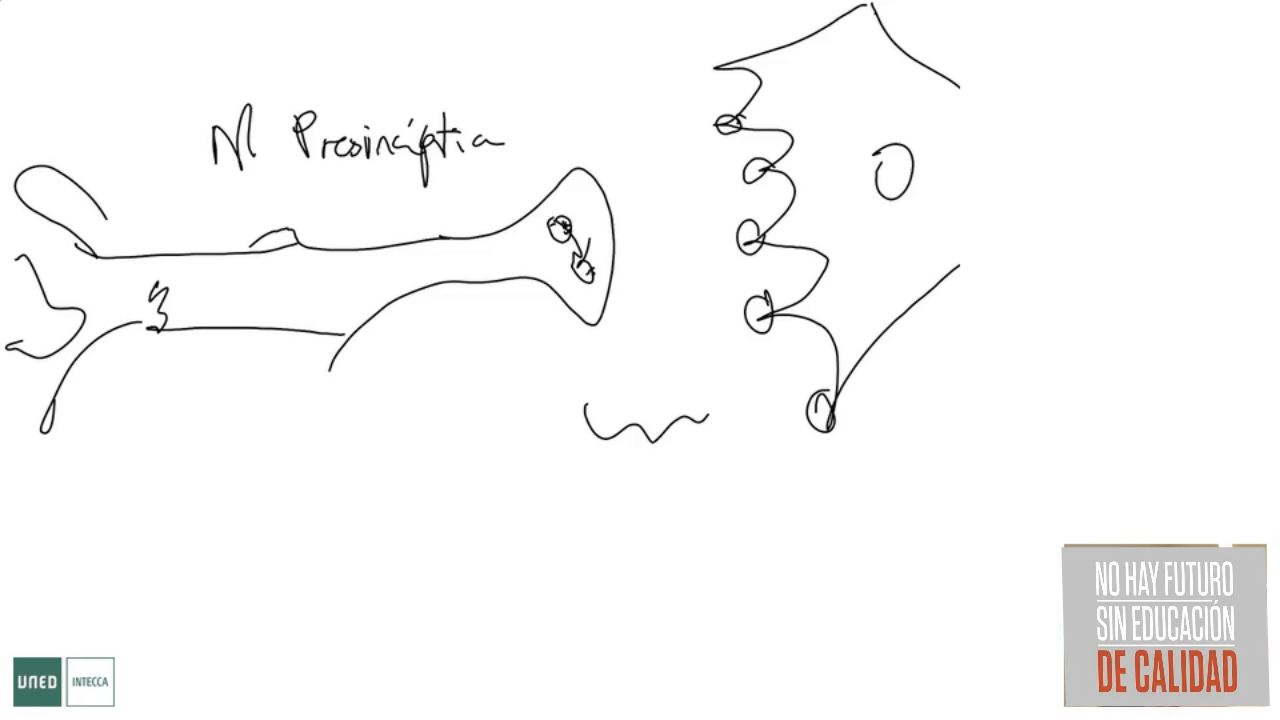 N Presináptica
NO HAY FUTURO
SIN EDUCACIÓN
DE CALIDAD
UNED
INTECCA